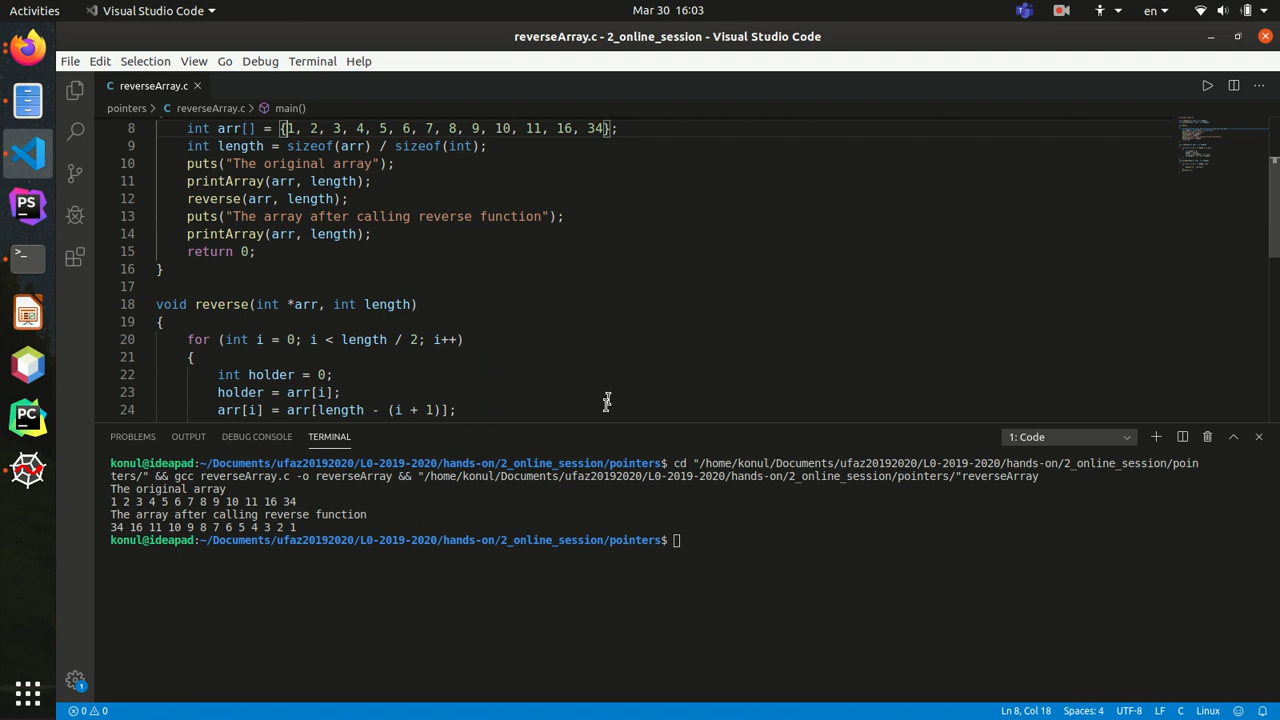 Activities Visual Studio Code Mar 30 16:03 en
reverseArray.c - 2_online_session - Visual Studio Code
File Edit Selection View Go Debug Terminal Help
reverseArray.c
pointers > reverseArray.c > main()
8 int arr[] = {1, 2, 3, 4, 5, 6, 7, 8, 9, 10, 11, 16, 34};
9 int length = sizeof(arr) / sizeof(int);
10 puts("The original array");
11 printArray(arr, length);
12 reverse(arr, length);
13 puts("The array after calling reverse function");
14 printArray(arr, length);
15 return 0;
16 }
17
18 void reverse(int *arr, int length)
19 {
20 for (int i = 0; i < length / 2; i++)
21 {
22 int holder = 0;
23 holder = arr[i];
24 arr[i] = arr[length - (i + 1)];
PROBLEMS OUTPUT DEBUG CONSOLE TERMINAL 1: Code
konul@ideapad:~/Documents/ufaz20192020/L0-2019-2020/hands-on/2_online_session/pointers$ cd "/home/konul/Documents/ufaz20192020/L0-2019-2020/hands-on/2_online_session/poin
ters/" && gcc reverseArray.c -o reverseArray && "/home/konul/Documents/ufaz20192020/L0-2019-2020/hands-on/2_online_session/pointers/"reverseArray
The original array
1 2 3 4 5 6 7 8 9 10 11 16 34
The array after calling reverse function
34 16 11 10 9 8 7 6 5 4 3 2 1
konul@ideapad:~/Documents/ufaz20192020/L0-2019-2020/hands-on/2_online_session/pointers$
0 0 Ln 8, Col 18 Spaces: 4 UTF-8 LF C Linux